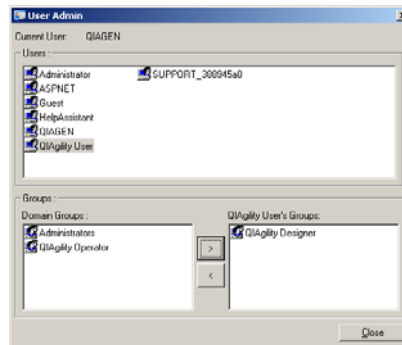 User Admin
Current User: QIAGEN
Users :
Administrator
ASPNET
Guest
HelpAssistant
QIAGEN
QIAgility User
SUPPORT_388945a0
Groups :
Domain Groups :
Administrators
QIAgility Operator
>
<
QIAgility User's Groups:
QIAgility Designer
Close